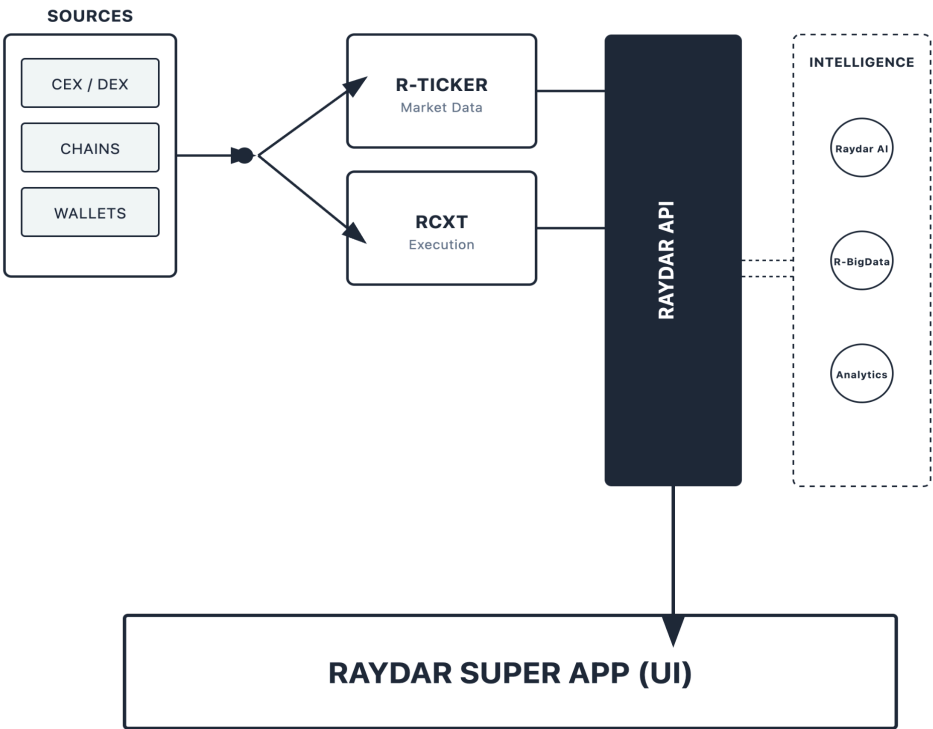 SOURCES
CEX / DEX
CHAINS
WALLETS
R-TICKER
Market Data
RCXT
Execution
RAYDAR API
INTELLIGENCE
Raydar AI
R-BigData
Analytics
RAYDAR SUPER APP (UI)